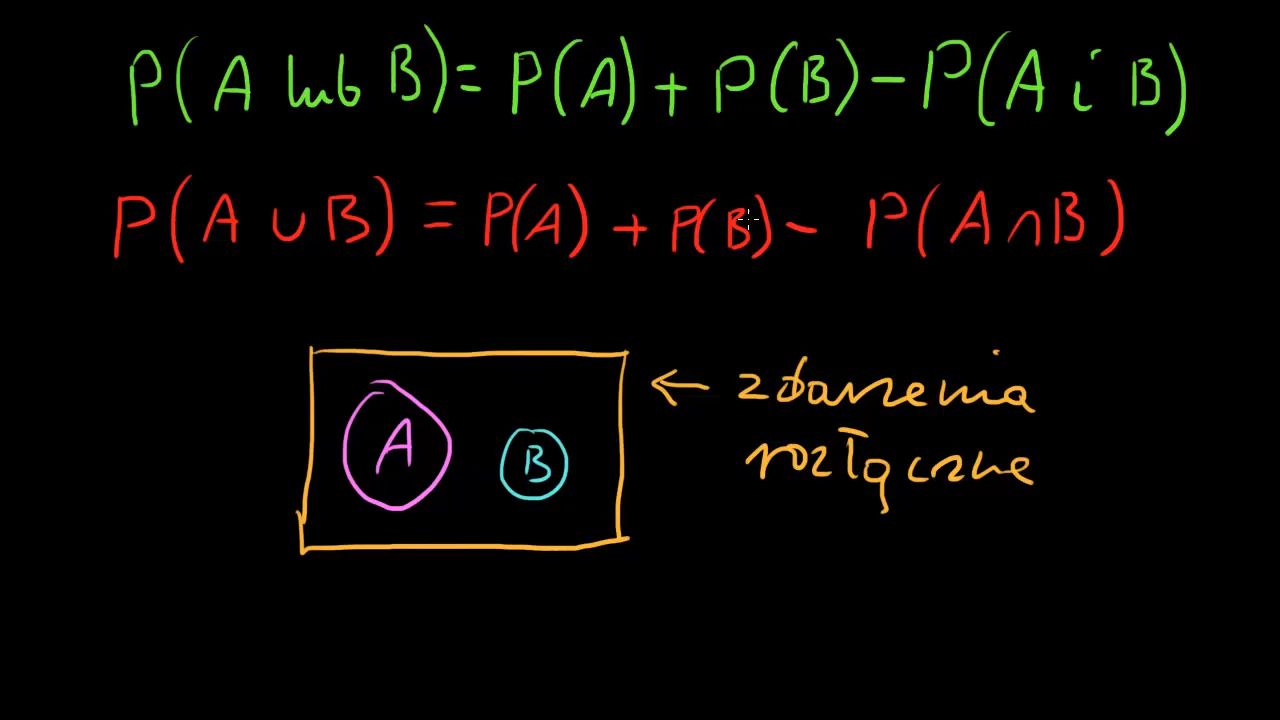 P(A lub B) = P(A) + P(B) - P(A i B)
P(A ∪ B) = P(A) + P(B) - P(A ∩ B)
A
B
← zdarzenia
rozłączne